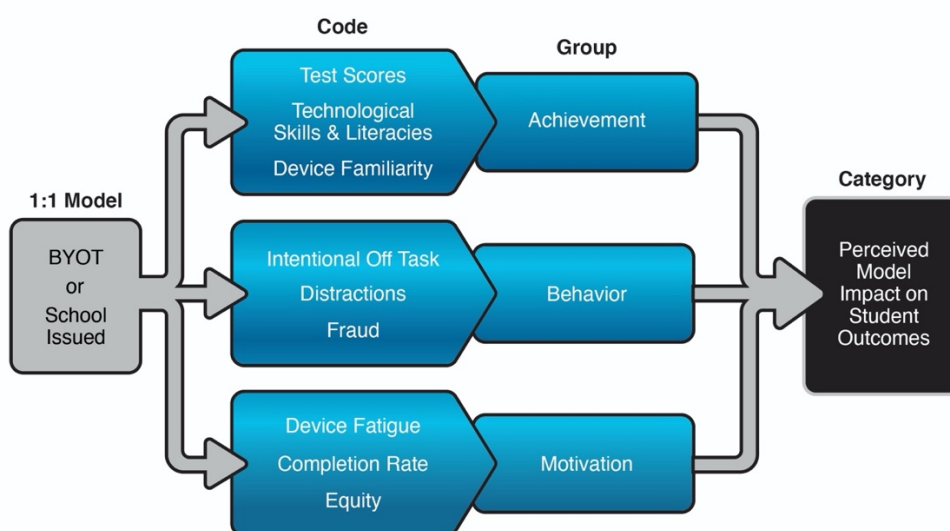 Code
Group
Test Scores
Technological
Skills & Literacies
Device Familiarity
Achievement
1:1 Model
BYOT
or
School
Issued
Intentional Off Task
Distractions
Fraud
Behavior
Category
Perceived
Model
Impact on
Student
Outcomes
Device Fatigue
Completion Rate
Equity
Motivation